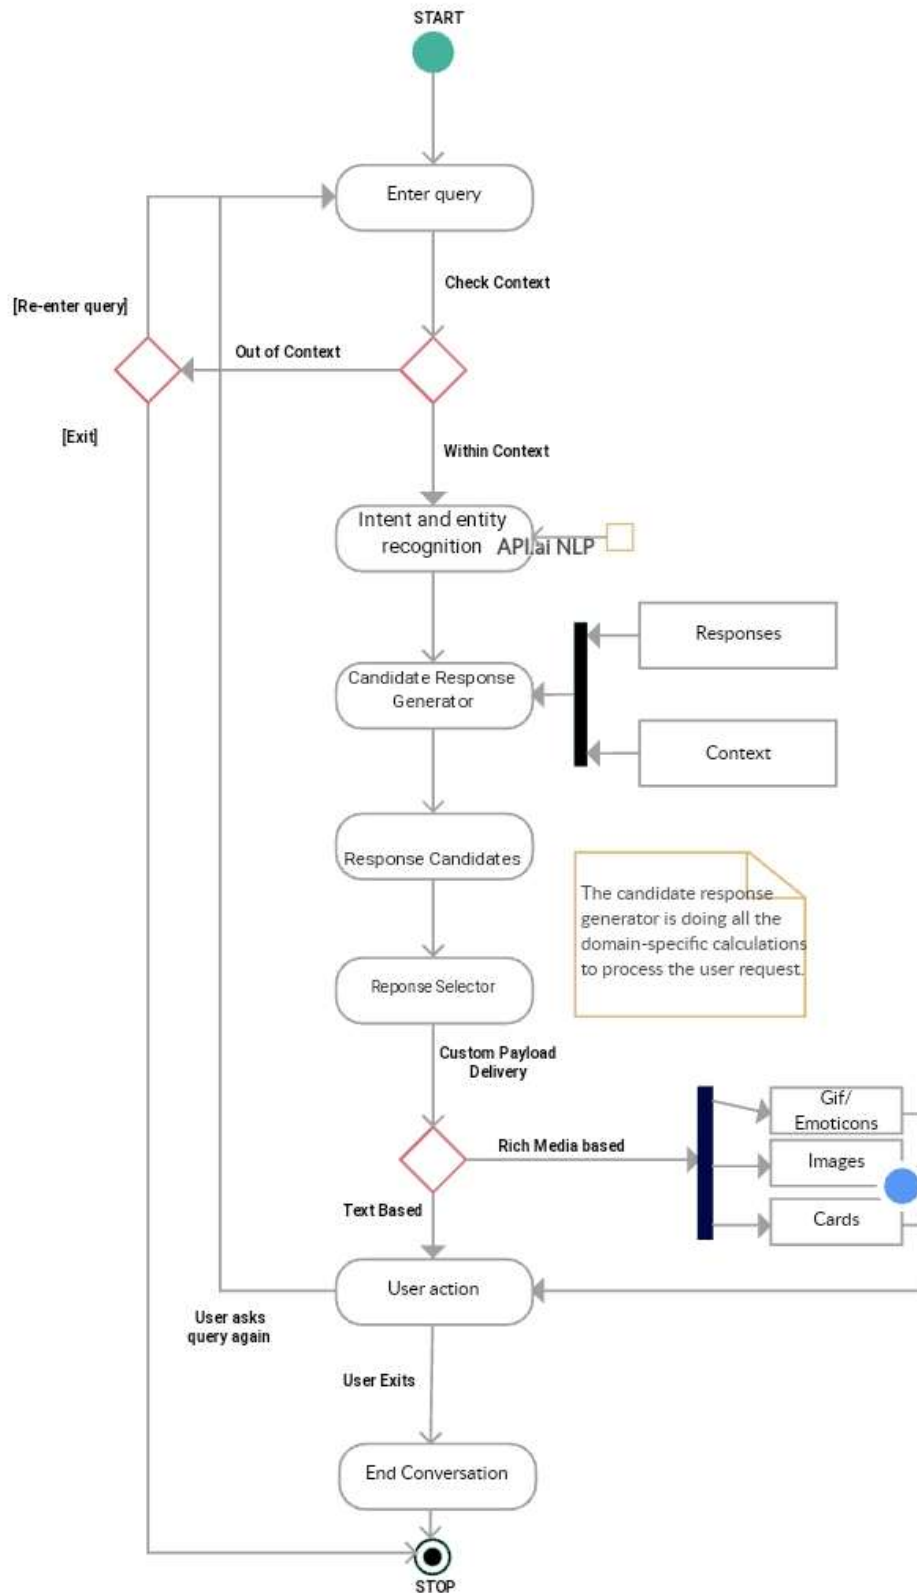 START
Enter query
Check Context
[Re-enter query]
Out of Context
[Exit]
Within Context
Intent and entity
recognition
API.ai NLP
Responses
Candidate Response
Generator
Context
Response Candidates
The candidate response
generator is doing all the
domain-specific calculations
to process the user request.
Reponse Selector
Custom Payload
Delivery
Gif/
Emoticons
Rich Media based
Images
Text Based
Cards
User action
User asks
query again
User Exits
End Conversation
STOP